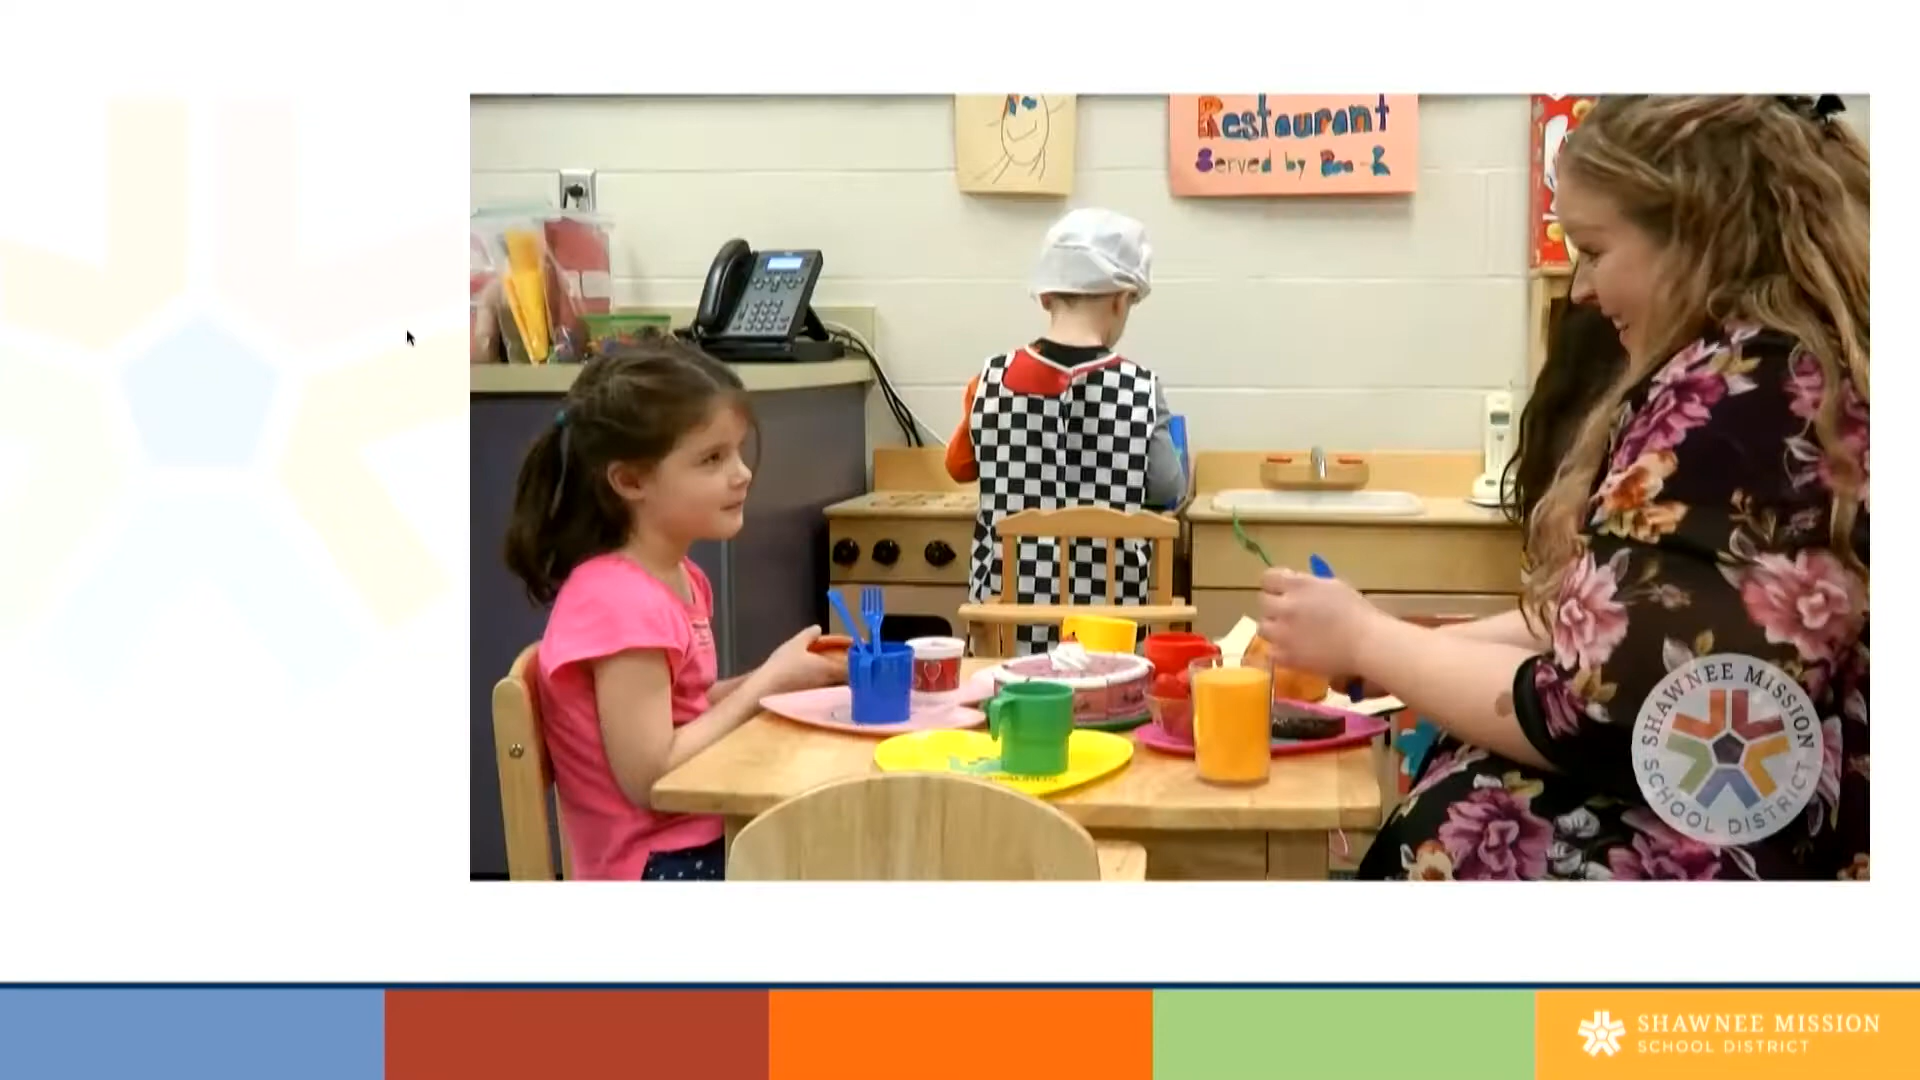 Restaurant
Served by
SHAWNEE MISSION
SCHOOL DISTRICT
SHAWNEE MISSION
SCHOOL DISTRICT